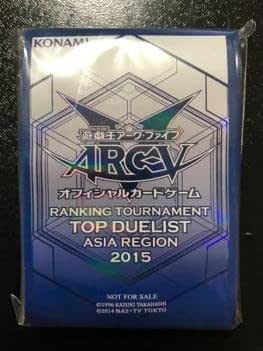 KONAMI
遊戯王アーク・ファイブ
ARC-V
オフィシャルカードゲーム
RANKING TOURNAMENT
TOP DUELIST
ASIA REGION
2015
NOT FOR SALE
©1996 KAZUKI TAKAHASHI
©2014 NAS・TV TOKYO